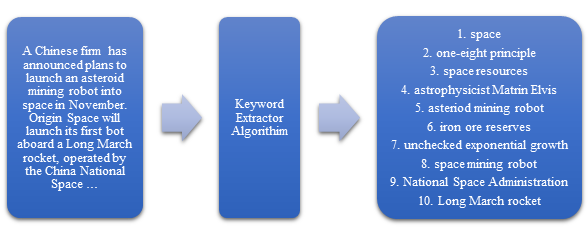 A Chinese firm has
announced plans to
launch an asteroid
mining robot into
space in November.
Origin Space will
launch its first bot
aboard a Long March
rocket, operated by
the China National
Space ...
Keyword
Extractor
Algorithim
1. space
2. one-eight principle
3. space resources
4. astrophysicist Matrin Elvis
5. asteriod mining robot
6. iron ore reserves
7. unchecked exponential growth
8. space mining robot
9. National Space Administration
10. Long March rocket